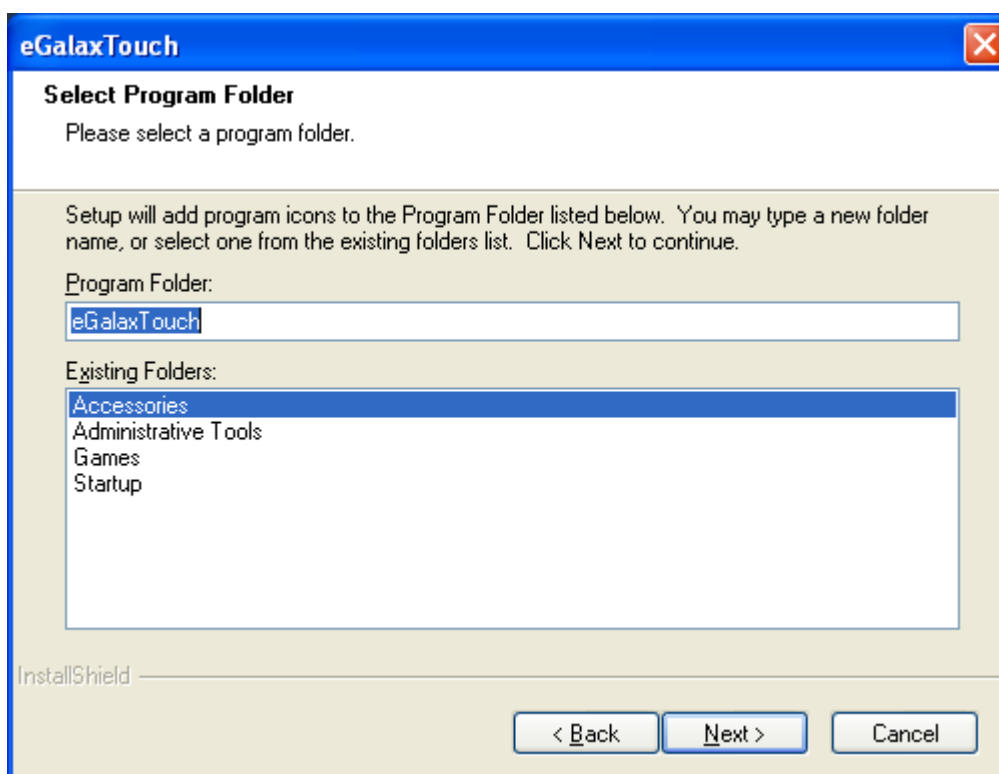 eGalaxTouch
Select Program Folder
Please select a program folder.
Setup will add program icons to the Program Folder listed below.  You may type a new folder
name, or select one from the existing folders list.  Click Next to continue.
Program Folder:
eGalaxTouch
Existing Folders:
Accessories
Administrative Tools
Games
Startup
InstallShield
< Back
Next >
Cancel